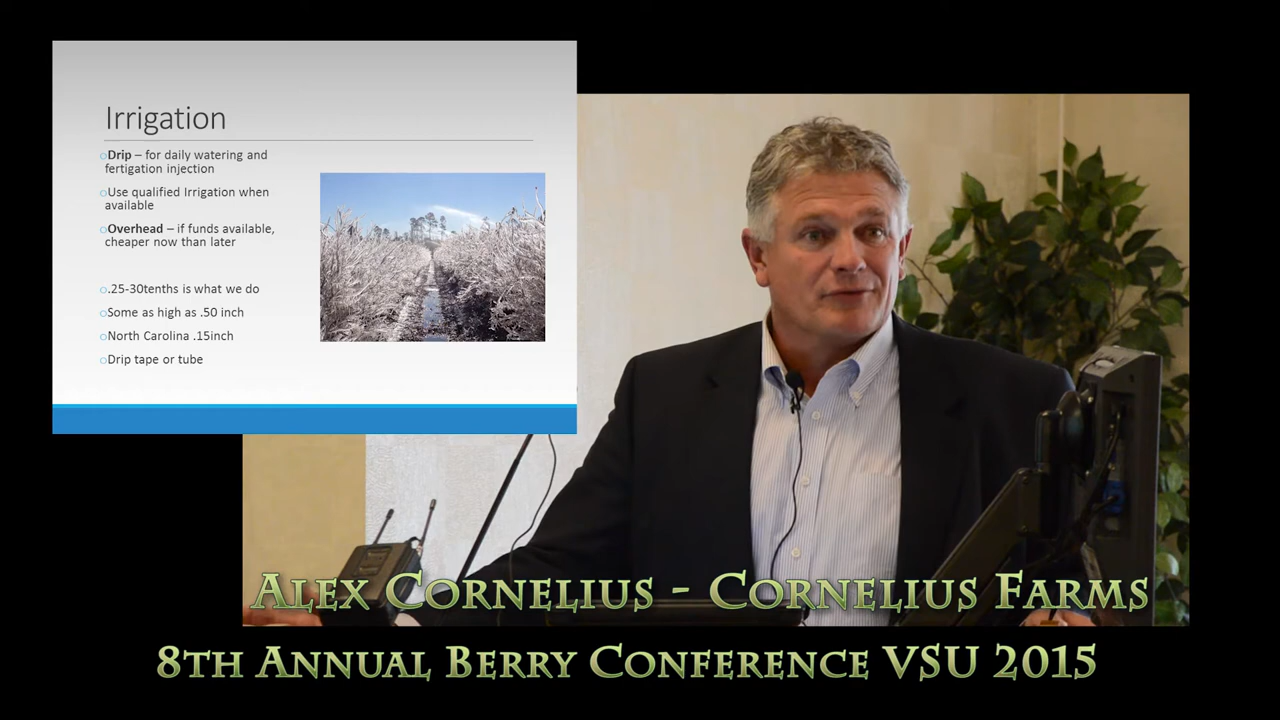 Irrigation
Drip – for daily watering and
fertigation injection
Use qualified Irrigation when
available
Overhead – if funds available,
cheaper now than later
.25-30tenths is what we do
Some as high as .50 inch
North Carolina .15inch
Drip tape or tube
Alex Cornelius - Cornelius Farms
8th Annual Berry Conference VSU 2015